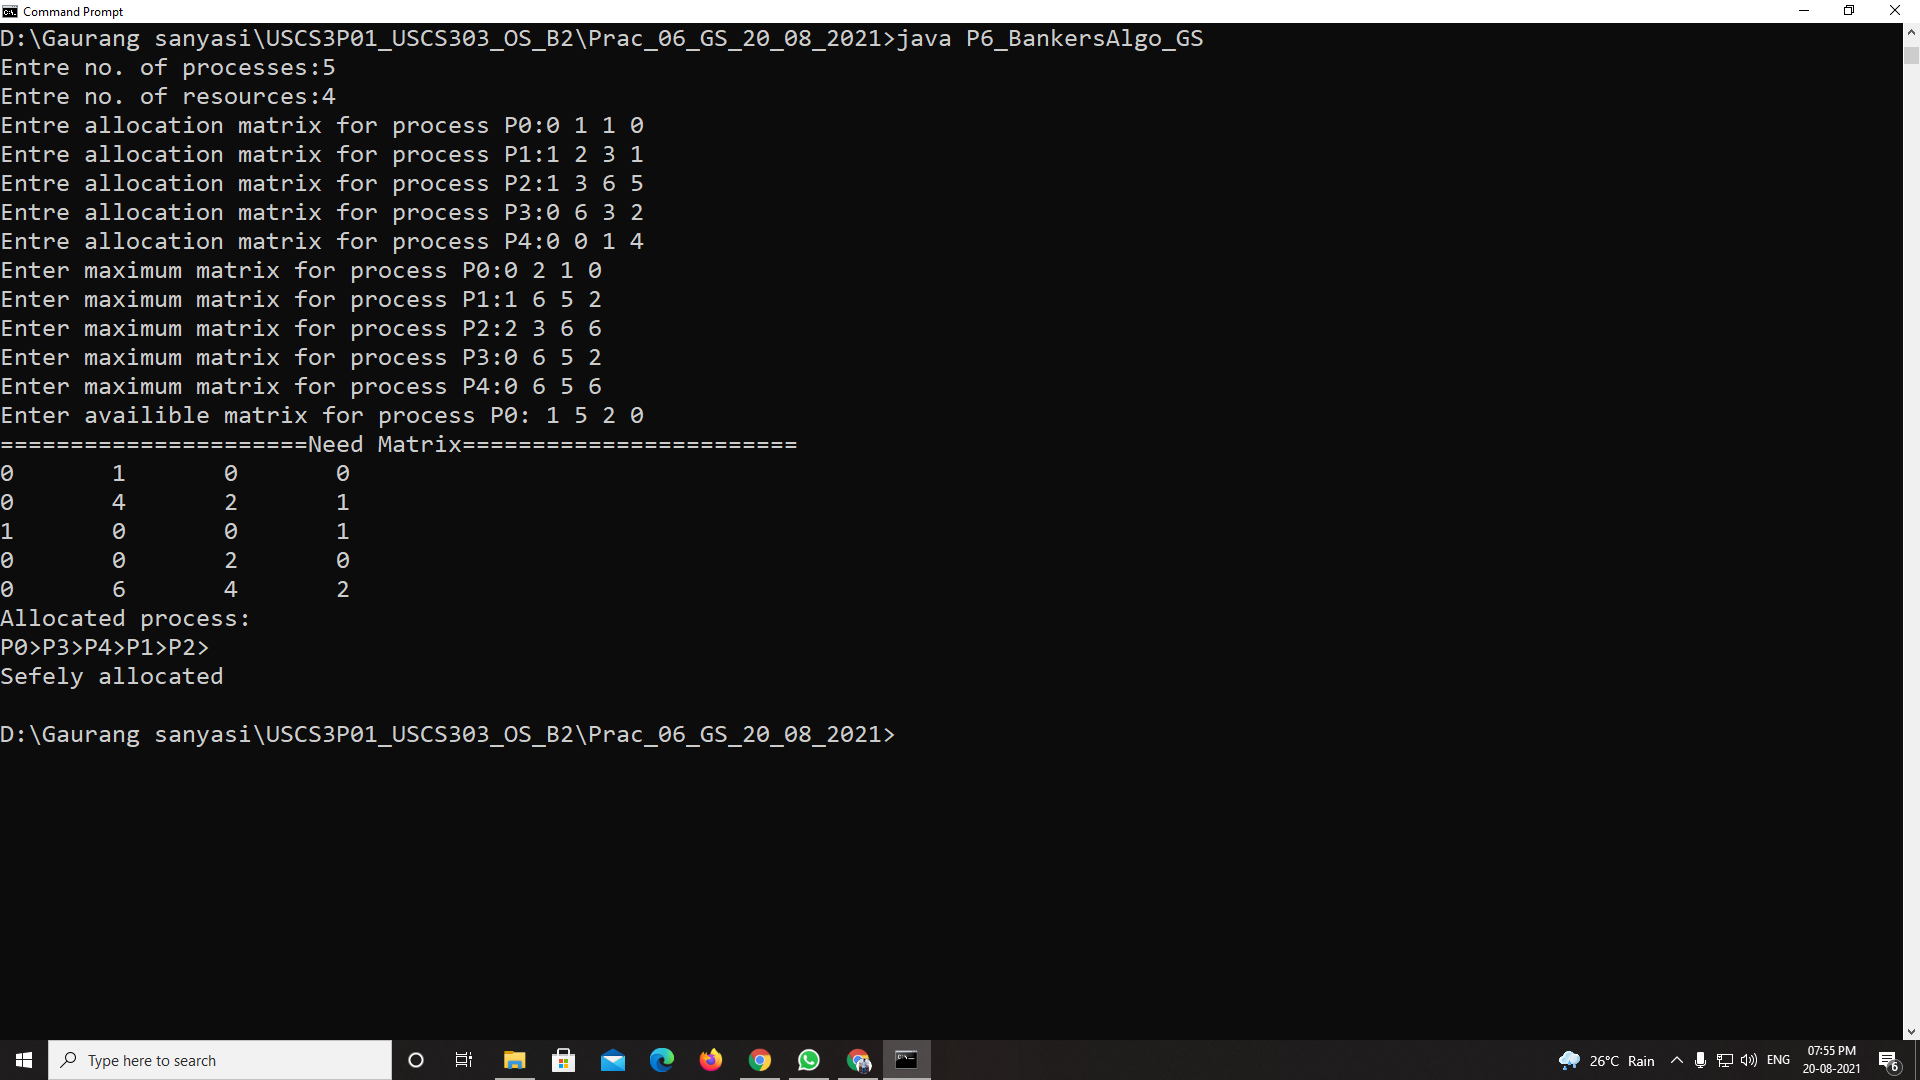 Command Prompt
D:\Gaurang sanyasi\USCS3P01_USCS303_OS_B2\Prac_06_GS_20_08_2021>java P6_BankersAlgo_GS
Entre no. of processes:5
Entre no. of resources:4
Entre allocation matrix for process P0:0 1 1 0
Entre allocation matrix for process P1:1 2 3 1
Entre allocation matrix for process P2:1 3 6 5
Entre allocation matrix for process P3:0 6 3 2
Entre allocation matrix for process P4:0 0 1 4
Enter maximum matrix for process P0:0 2 1 0
Enter maximum matrix for process P1:1 6 5 2
Enter maximum matrix for process P2:2 3 6 6
Enter maximum matrix for process P3:0 6 5 2
Enter maximum matrix for process P4:0 6 5 6
Enter availible matrix for process P0: 1 5 2 0
======================Need Matrix========================
0 1 0 0
0 4 2 1
1 0 0 1
0 0 2 0
0 6 4 2
Allocated process:
P0>P3>P4>P1>P2>
Sefely allocated
D:\Gaurang sanyasi\USCS3P01_USCS303_OS_B2\Prac_06_GS_20_08_2021>
Type here to search
26°C Rain
ENG
07:55 PM
20-08-2021
6